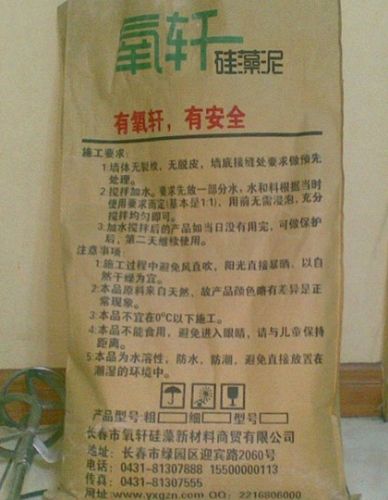 氧轩 硅藻泥
有氧轩，有安全
施工要求：
1:墙体无裂纹，无脱皮，墙底接缝处要求做预先
处理。
2:搅拌加水。要求先放一部分水，水和料根据当时
使用要求而定(基本是1:1)，用前无需浸泡，充分
搅拌均匀即可。
3:加水搅拌后的产品如当日没有用完，可做保护
后，第二天继续使用。
注意事项：
1:施工过程中避免风直吹，阳光直接暴晒，以自
然干燥为宜。
2:本品原料来自天然，故产品颜色略有差异是正
常现象。
3:本品不宜在0°C以下施工。
4:本品不能食用，避免进入眼睛，请与儿童保持
距离。
5:本品为水溶性，防水，防潮，避免直接放置在
潮湿的环境中。
产品型号:粗 细 型号
长春市氧轩硅藻新材料商贸有限公司
地址：长春市绿园区迎宾路2060号
电话：0431-81307888 15500000113
传真：0431-81307555
网址:www.yxgzn.com QQ：2216806000